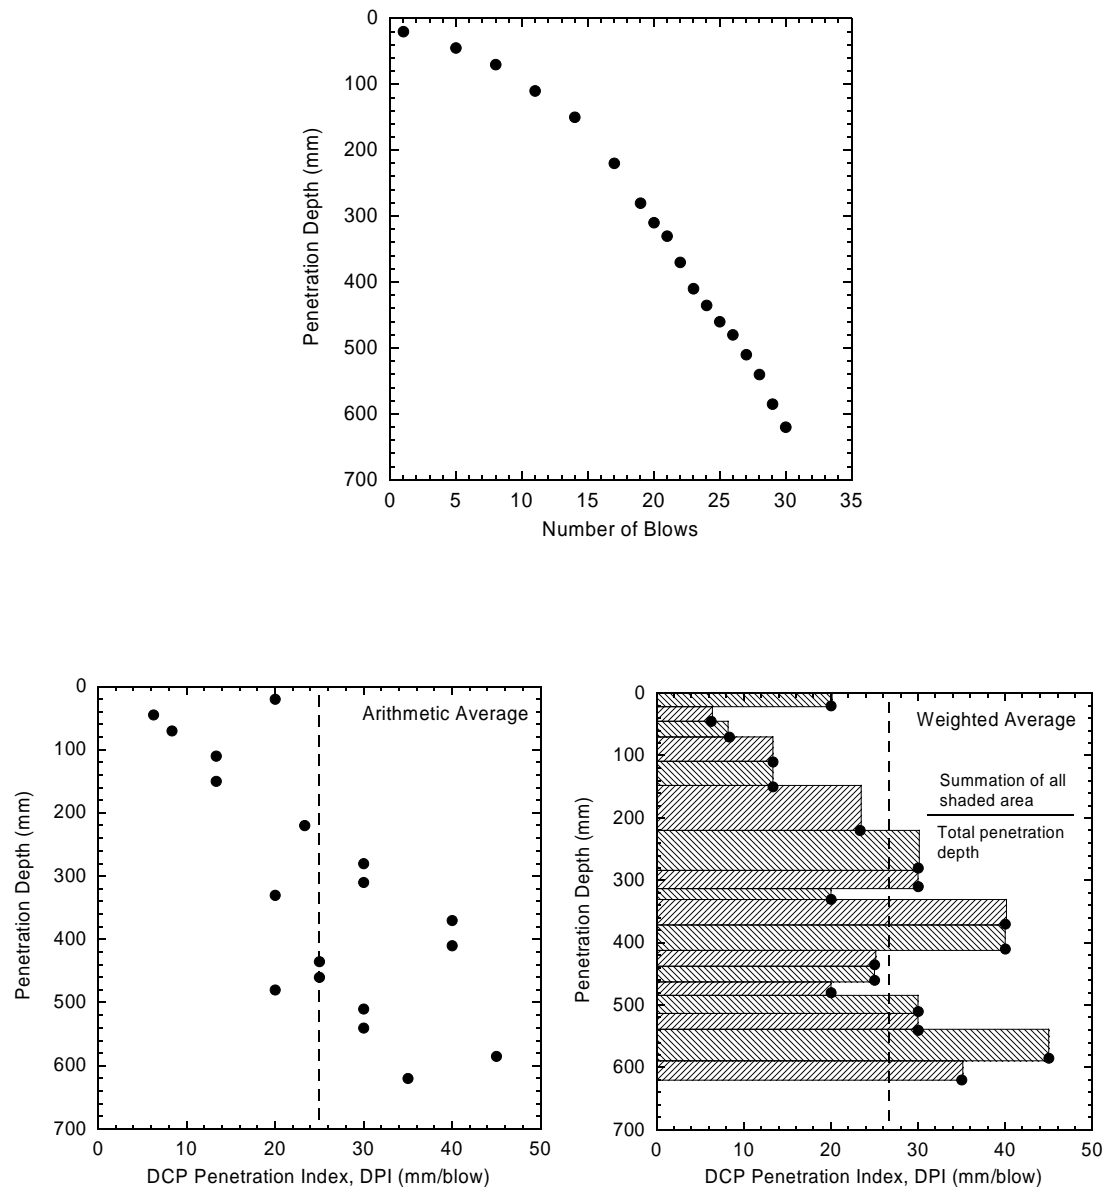 0
100
200
300
400
500
600
700
Penetration Depth (mm)
0 5 10 15 20 25 30 35
Number of Blows
0
100
200
300
400
500
600
700
Penetration Depth (mm)
Arithmetic Average
0 10 20 30 40 50
DCP Penetration Index, DPI (mm/blow)
0
100
200
300
400
500
600
700
Penetration Depth (mm)
Weighted Average
Summation of all
shaded area
Total penetration
depth
0 10 20 30 40 50
DCP Penetration Index, DPI (mm/blow)